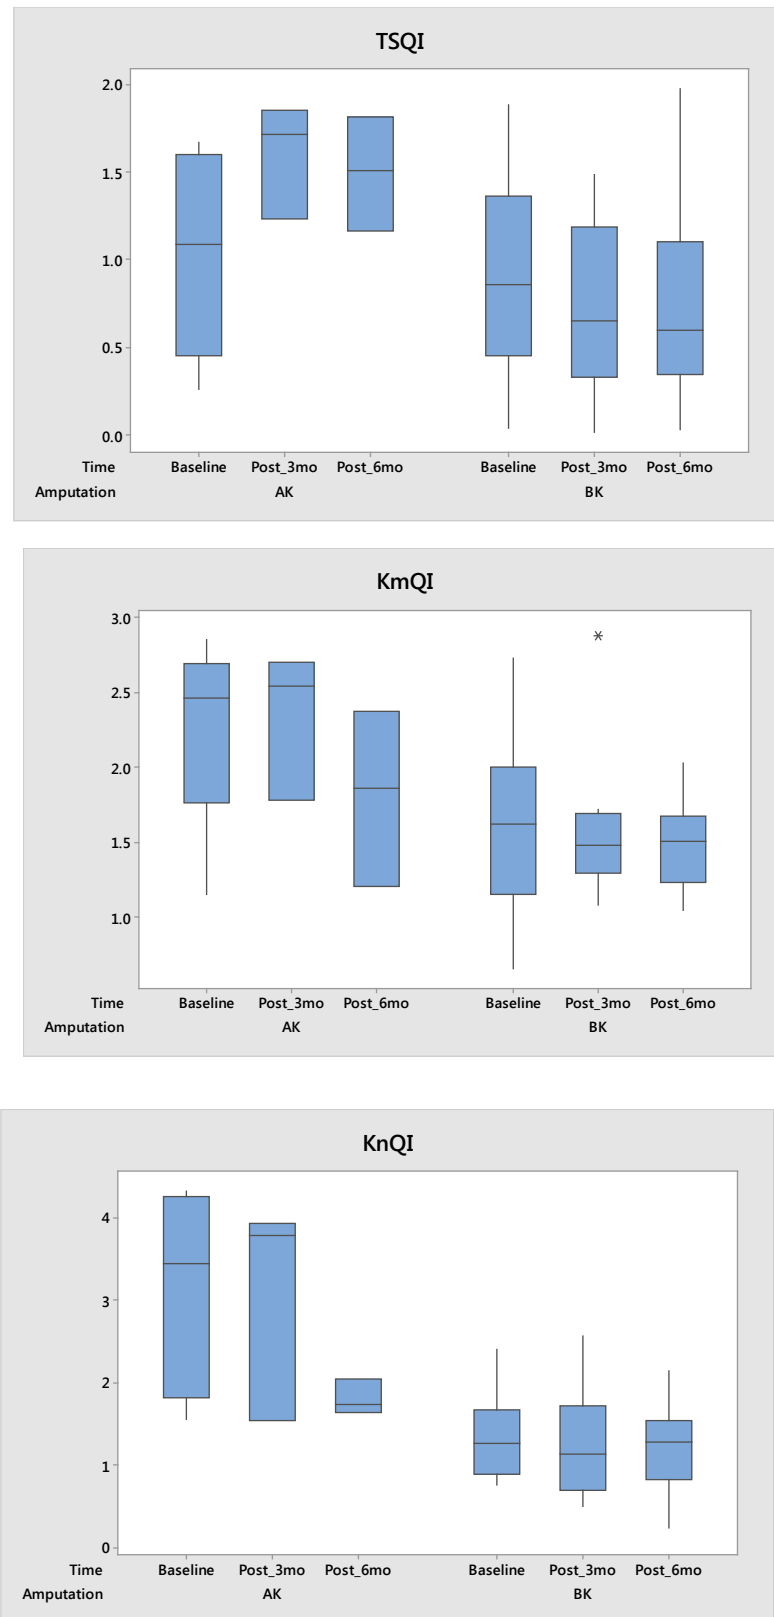 TSQI
2.0
1.5
1.0
0.5
0.0
Time Baseline Post_3mo Post_6mo Baseline Post_3mo Post_6mo
Amputation AK BK
KmQI
3.0
2.5
2.0
1.5
1.0
Time Baseline Post_3mo Post_6mo Baseline Post_3mo Post_6mo
Amputation AK BK
KnQI
4
3
2
1
0
Time Baseline Post_3mo Post_6mo Baseline Post_3mo Post_6mo
Amputation AK BK